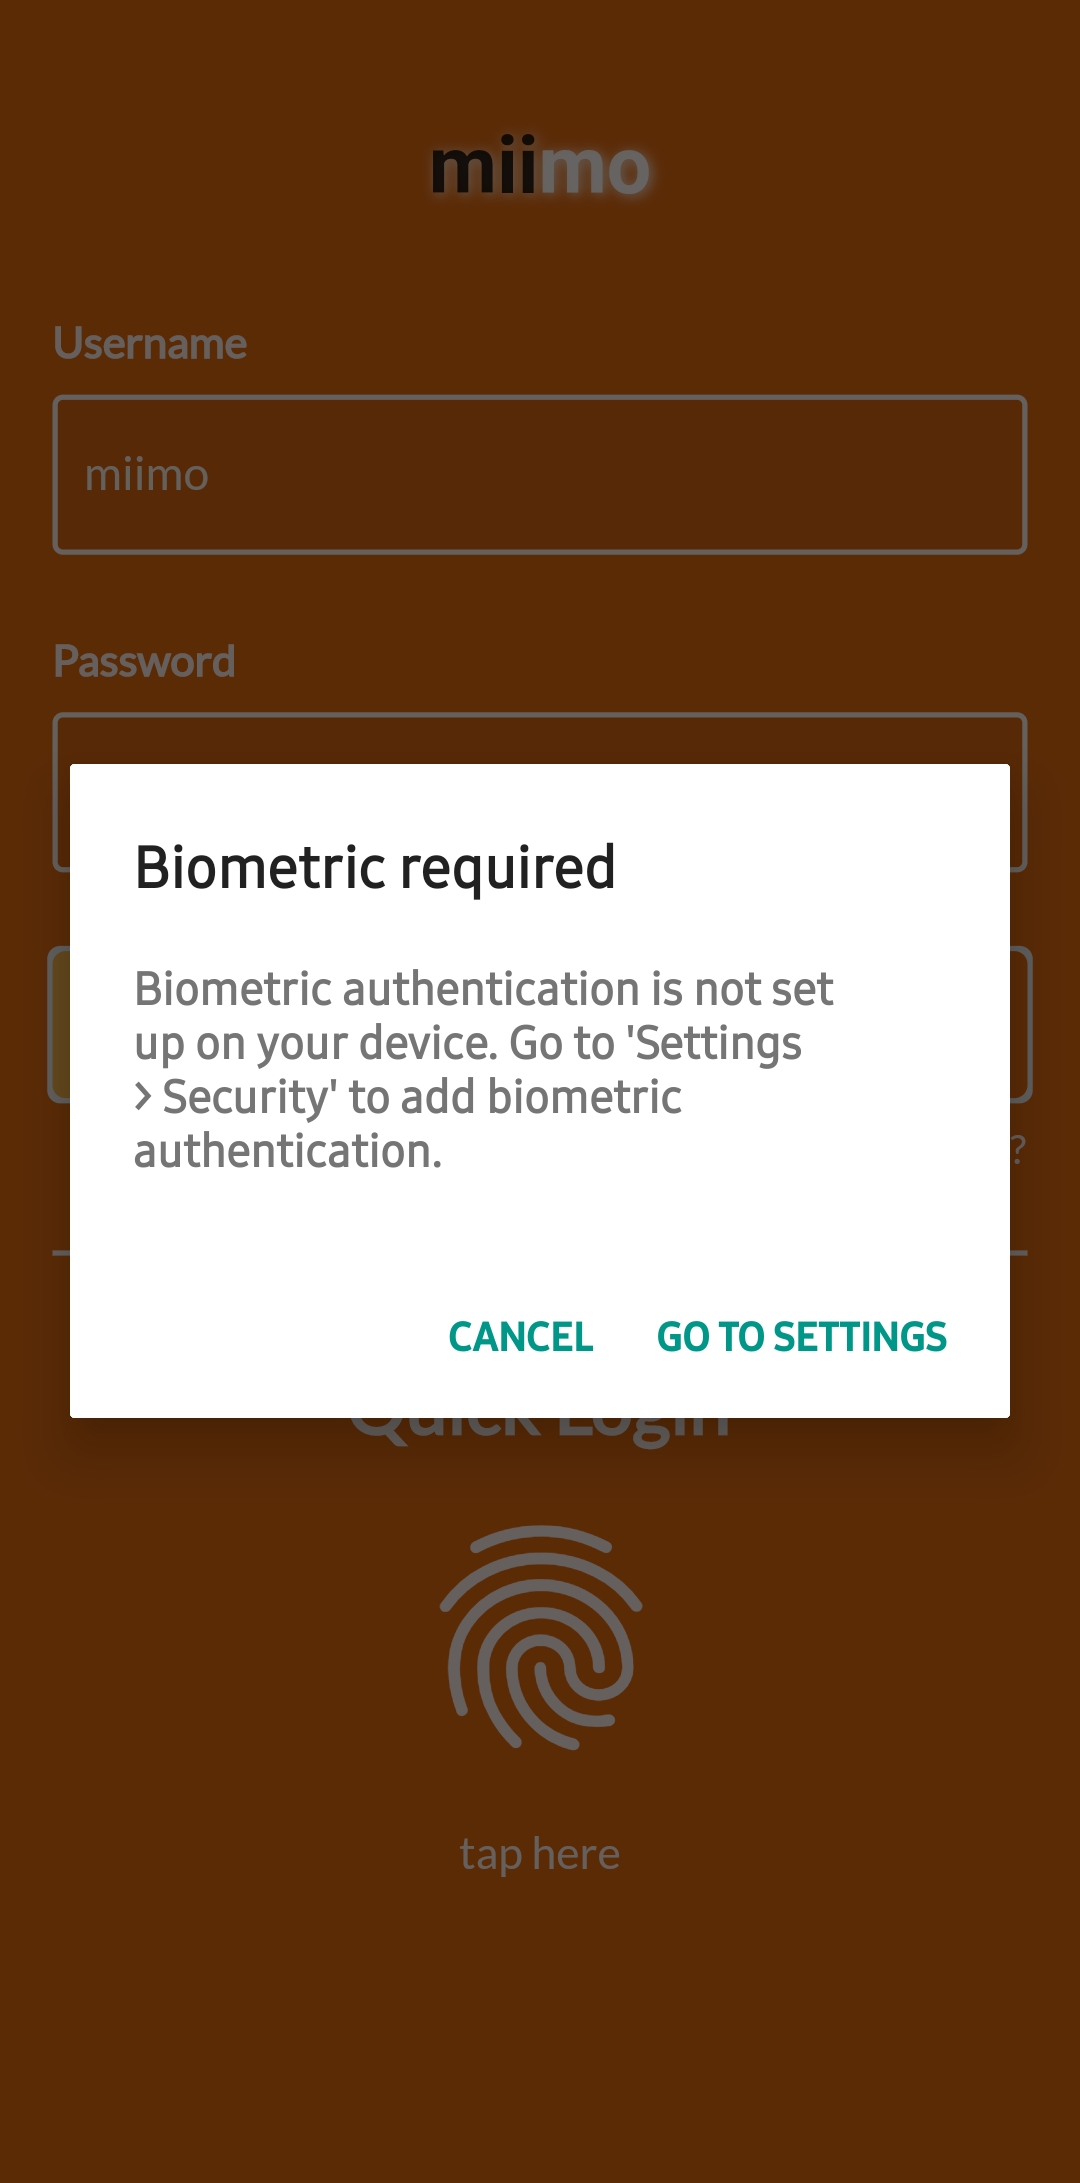 miimo
Username
miimo
Password
Biometric required
Biometric authentication is not set
up on your device. Go to 'Settings
> Security' to add biometric
authentication.
?
CANCEL GO TO SETTINGS
Quick Login
tap here